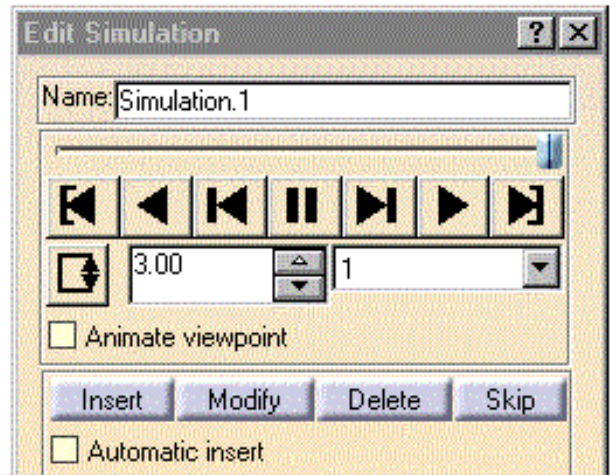 Edit Simulation ? ×
Name: Simulation.1
3.00 1
Animate viewpoint
Insert Modify Delete Skip
Automatic insert